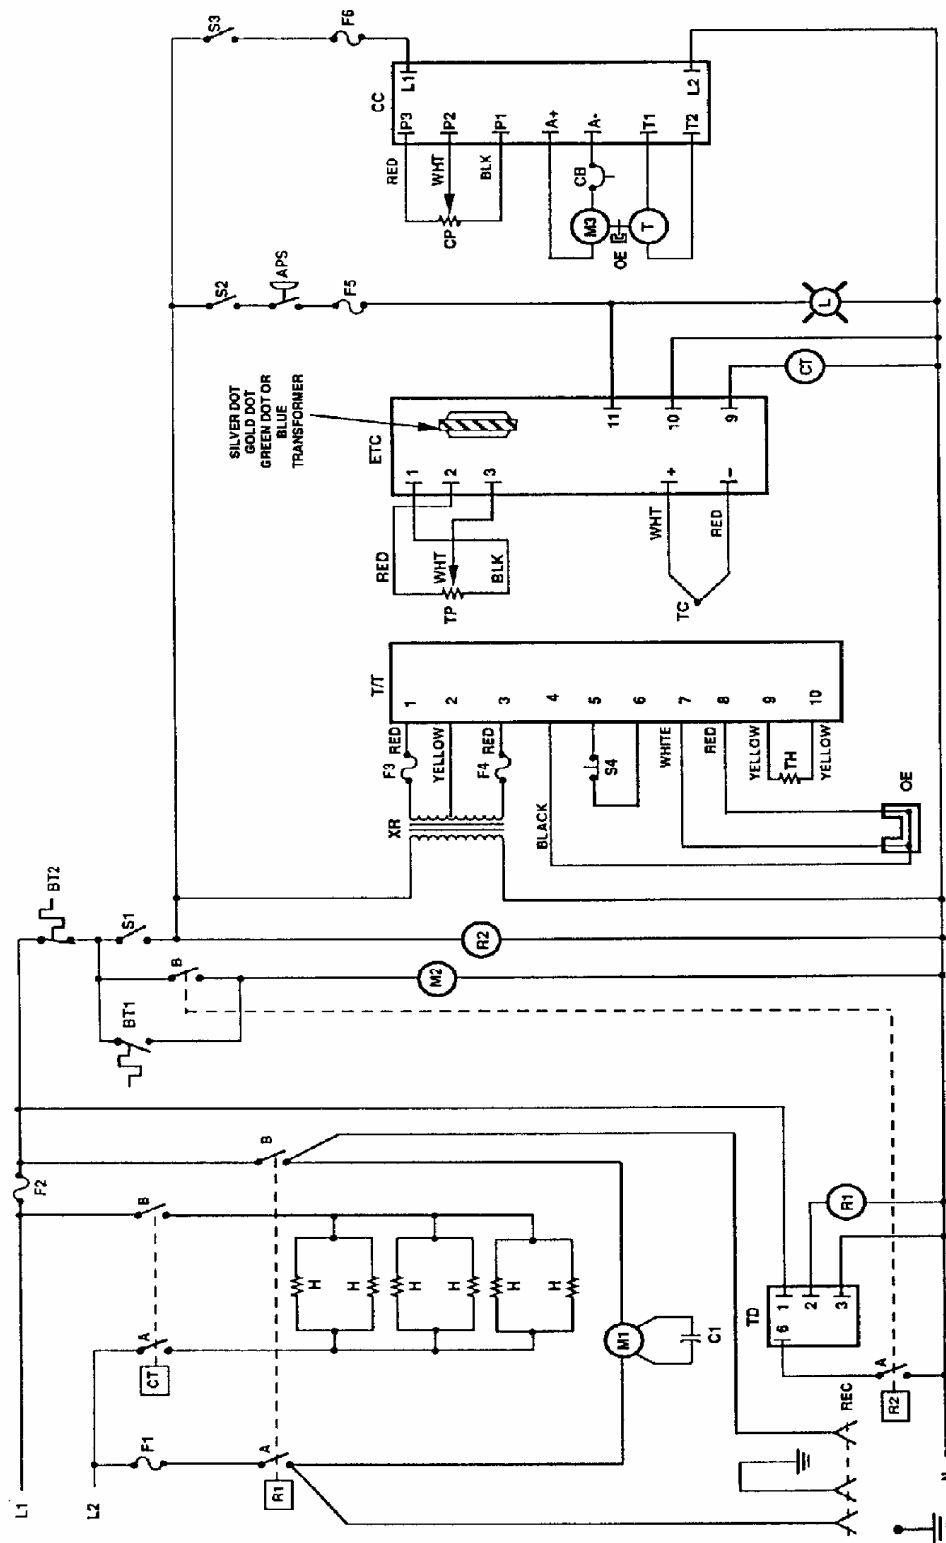 L1
F2
L2
F1
R1
A
CT
A
B
B
H
H
H
H
H
H
M1
C1
REC
R2
A
TD
6
1
2
3
R1
BT1
B
BT2
S1
M2
R2
XR
F3
RED
YELLOW
F4
RED
BLACK
S4
WHITE
RED
YELLOW
TH
YELLOW
OE
T/T
1
2
3
4
5
6
7
8
9
10
TP
RED
WHT
BLK
TC
WHT
RED
ETC
1
2
3
+
-
11
10
9
SILVER DOT
GOLD DOT
GREEN DOT OR
BLUE
TRANSFORMER
CT
L
S2
APS
F5
CP
RED
WHT
BLK
M3
CB
OE
T
CC
P3
P2
P1
A+
A-
T1
T2
L1
L2
S3
F6